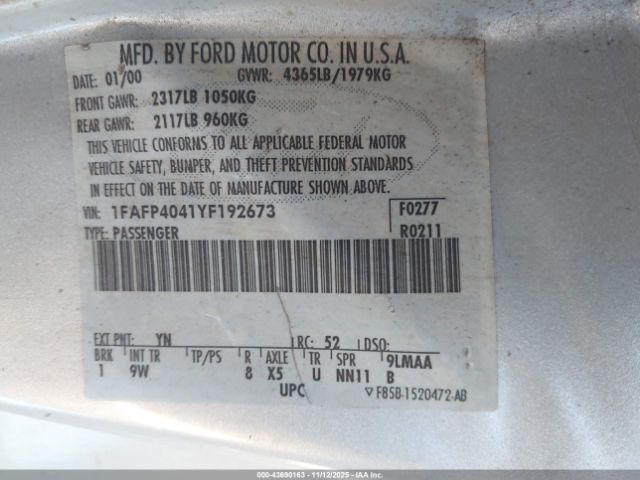 MFD. BY FORD MOTOR CO. IN U.S.A.
DATE: 01/00 GVWR: 4365LB/1979KG
FRONT GAWR: 2317LB 1050KG
REAR GAWR: 2117LB 960KG
THIS VEHICLE CONFORMS TO ALL APPLICABLE FEDERAL MOTOR
VEHICLE SAFETY, BUMPER, AND THEFT PREVENTION STANDARDS
IN EFFECT ON THE DATE OF MANUFACTURE SHOWN ABOVE.
VIN: 1FAFP4041YF192673 F0277
TYPE: PASSENGER R0211
EXT PNT: YN RC: 52 DSO:
BRK INT TR TP/PS R AXLE TR SPR 9LMAA
1 9W 8 X5 U NN11 B
UPC F85B-1520472-AB
000-43690163 - 11/12/2025 - IAAI.COM